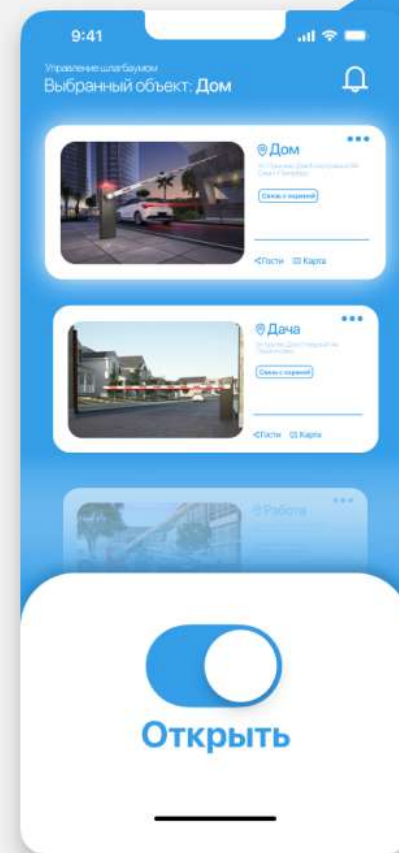 9:41
Управление шлагбаумом
Выбранный объект: Дом
Дом
Связь с охраной
Гости Карта
Дача
Связь с охраной
Гости Карта
Работа
Открыть